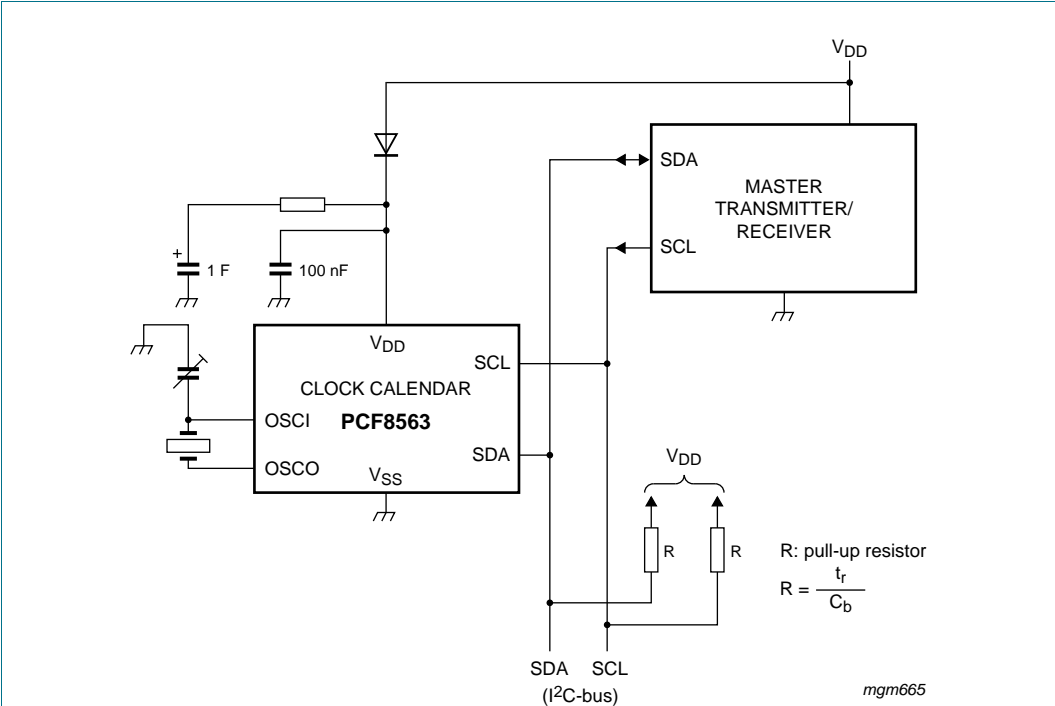 VDD
SDA
MASTER
TRANSMITTER/
RECEIVER
SCL
+
1 F
100 nF
VDD
SCL
CLOCK CALENDAR
PCF8563
OSCI
SDA
OSCO
VSS
VDD
R
R
R: pull-up resistor
R = tr
Cb
SDA SCL
(I2C-bus)
mgm665